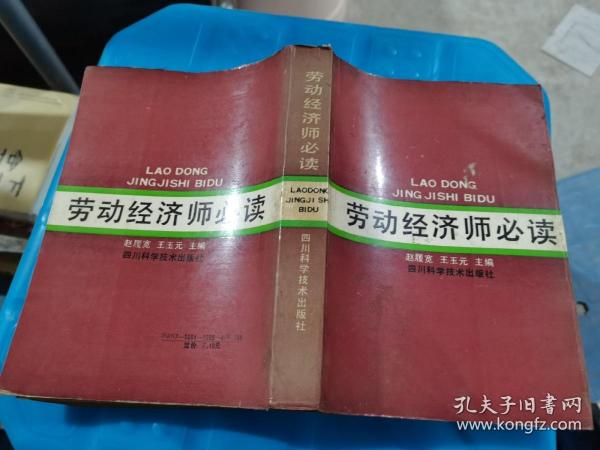 LAO DONG
JINGJISHI BIDU
劳动经济师必读
赵履宽 王玉元 主编
四川科学技术出版社
劳动经济师必读
LAODONG
JINGJI SH
BIDU
四川科学技术出版社
LAO DONG
JINGJISHI BIDU
劳动经济师必读
赵履宽 王玉元 主编
四川科学技术出版社
孔夫子旧书网
www.kongfz.com